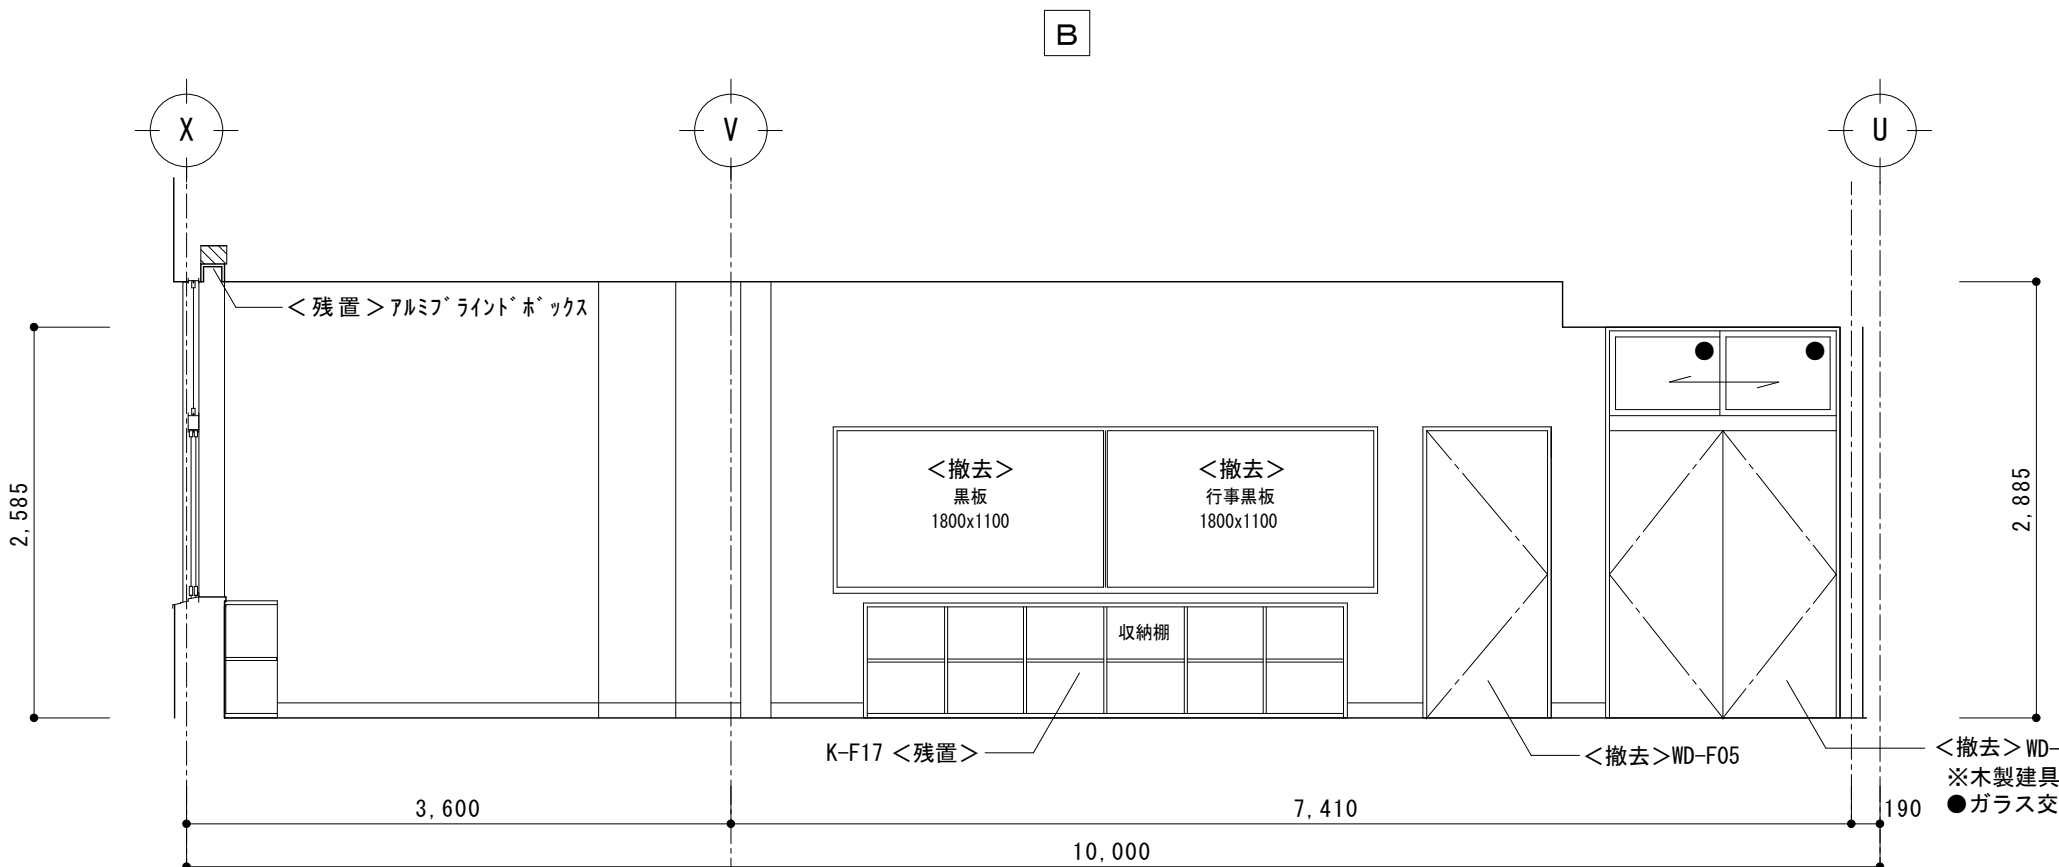 B
X
V
U
<残置>アルミブラインドボックス
2,585
2,885
<撤去>
黒板
1800x1100
<撤去>
行事黒板
1800x1100
収納棚
K-F17 <残置>
<撤去>WD-F05
<撤去>WD-
※木製建具
●ガラス交
3,600
7,410
190
10,000